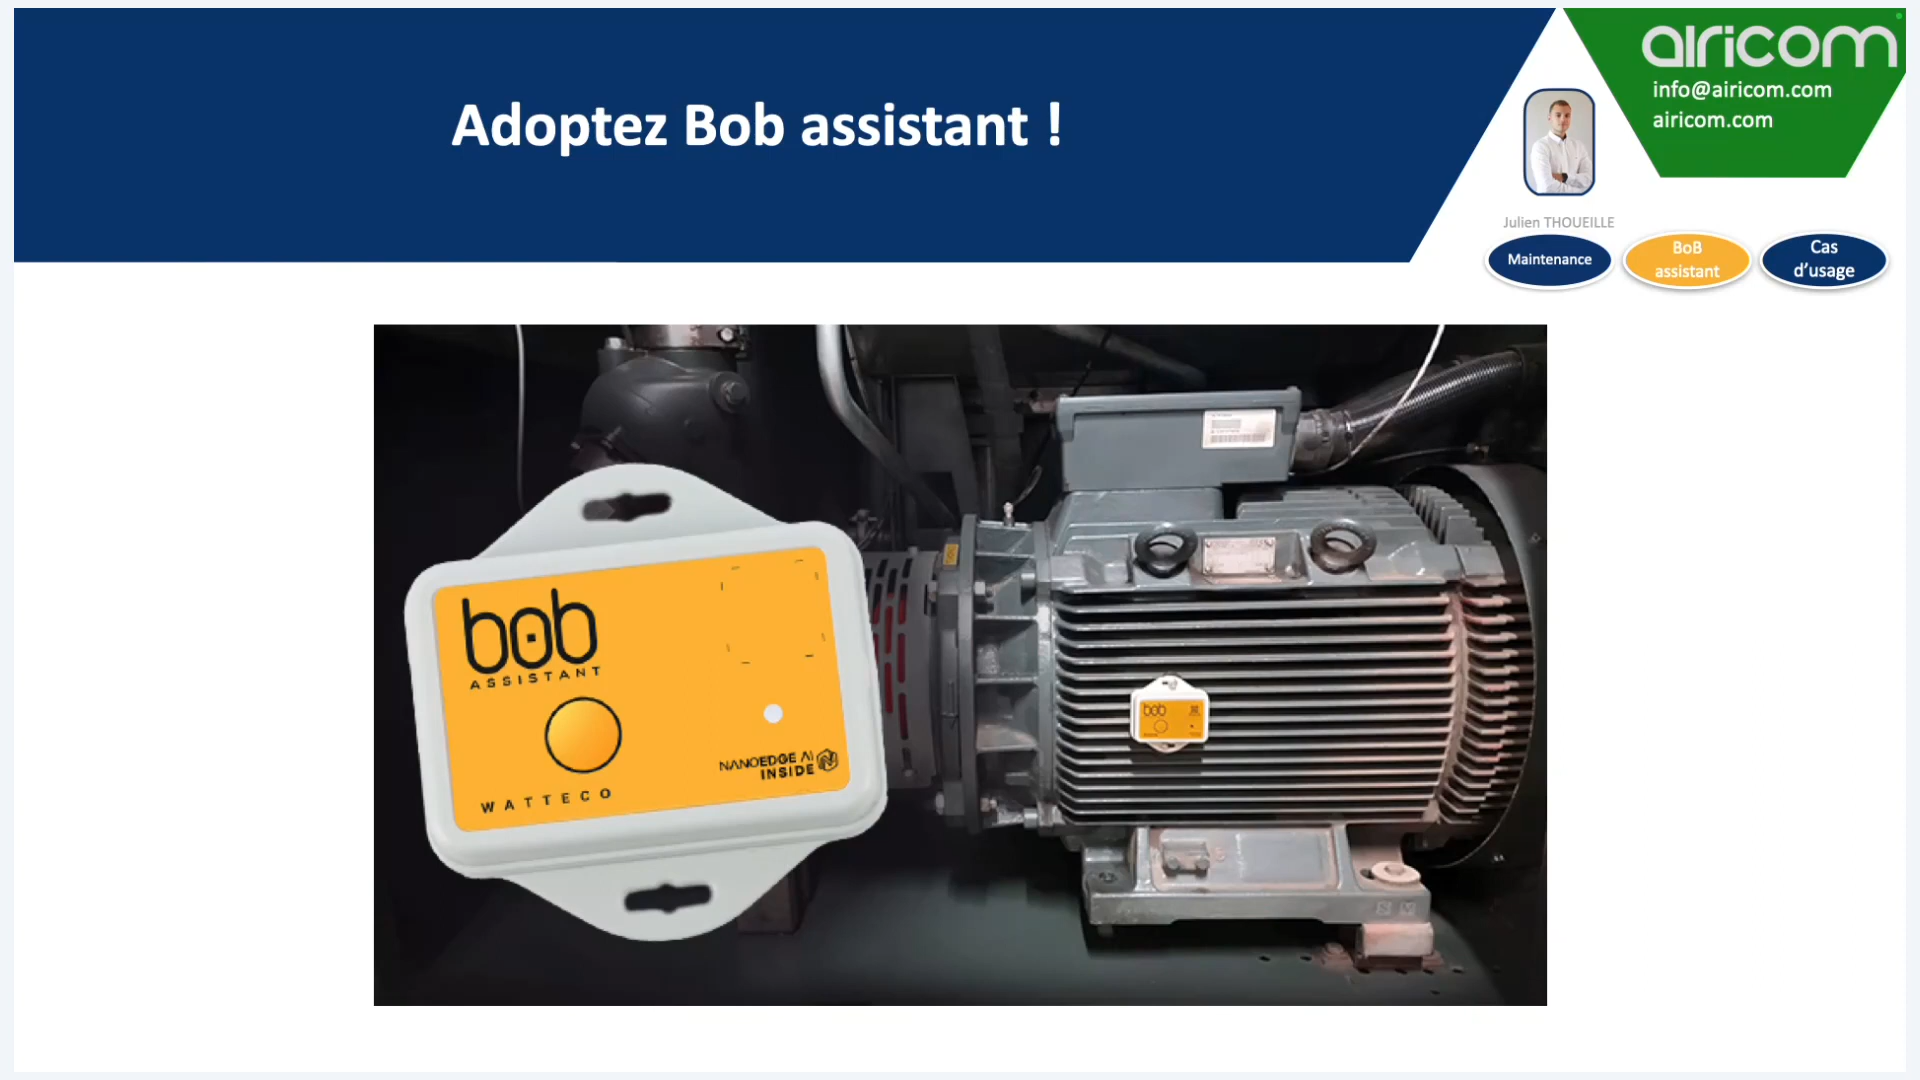 Adoptez Bob assistant !
airicom
info@airicom.com
airicom.com
Julien THOUEILLE
Maintenance
BoB
assistant
Cas
d'usage
bob
ASSISTANT
NANOEDGE AI
INSIDE
WATTECO
bob